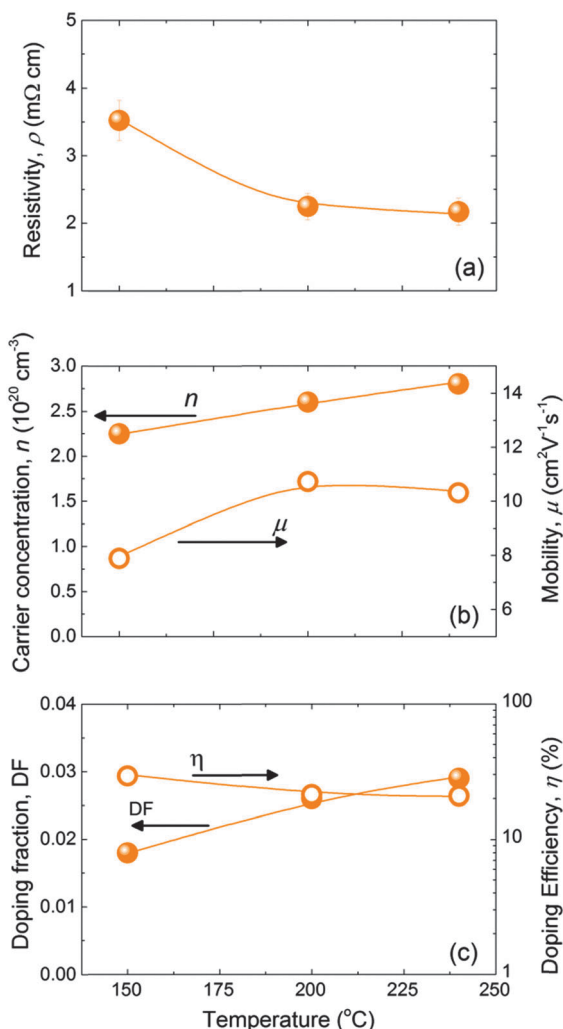 5
4
3
2
1
Resistivity, ρ (mΩ cm)
(a)
3.0
2.5
2.0
1.5
1.0
0.5
0.0
Carrier concentration, n (10²⁰ cm⁻³)
n
μ
14
12
10
8
6
Mobility, μ (cm²V⁻¹s⁻¹)
(b)
0.04
0.03
0.02
0.01
0.00
Doping fraction, DF
η
DF
100
10
1
Doping Efficiency, η (%)
(c)
150 175 200 225 250
Temperature (°C)